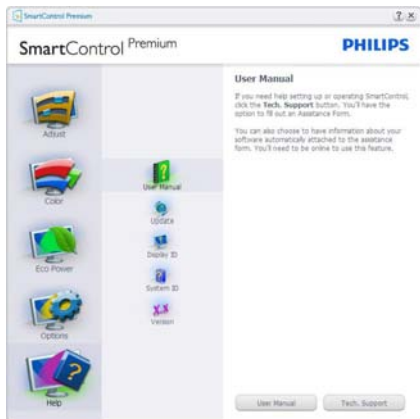 SmartControl Premium
? x
SmartControl Premium
PHILIPS
Adjust
Color
Eco Power
Options
Help
User Manual
Update
Display ID
System ID
Version
User Manual
If you need help setting up or operating SmartControl,
click the Tech. Support button. You'll have the
option to fill out an Assistance Form.
You can also choose to have information about your
software automatically attached to the assistance
form. You'll need to be online to use this feature.
User Manual
Tech. Support